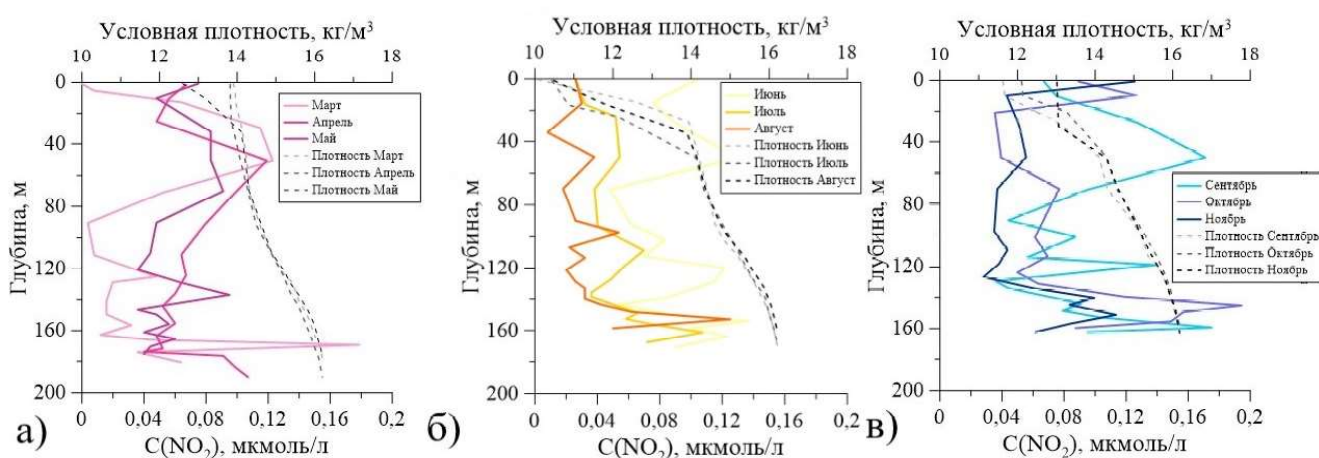 Условная плотность, кг/м³
10 12 14 16 18
0
40
80
120
160
200
Глубина, м
Март
Апрель
Май
Плотность Март
Плотность Апрель
Плотность Май
0 0,04 0,08 0,12 0,16 0,2
C(NO₂), мкмоль/л
а)
Условная плотность, кг/м³
10 12 14 16 18
0
40
80
120
160
200
Глубина, м
Июнь
Июль
Август
Плотность Июнь
Плотность Июль
Плотность Август
0 0,04 0,08 0,12 0,16 0,2
C(NO₂), мкмоль/л
б)
Условная плотность, кг/м³
10 12 14 16 18
0
40
80
120
160
200
Глубина, м
Сентябрь
Октябрь
Ноябрь
Плотность Сентябрь
Плотность Октябрь
Плотность Ноябрь
0 0,04 0,08 0,12 0,16 0,2
C(NO₂), мкмоль/л
в)